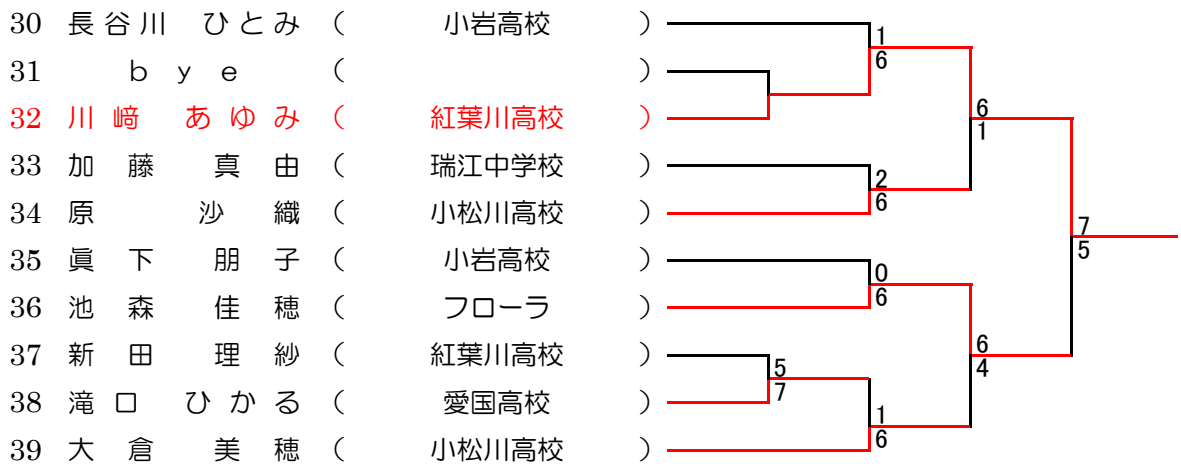 30 長谷川 ひとみ ( 小岩高校 )
1
6
31 bye ( )
32 川﨑 あゆみ ( 紅葉川高校 )
6
1
33 加藤 真由 ( 瑞江中学校 )
2
6
34 原 沙織 ( 小松川高校 )
7
5
35 眞下 朋子 ( 小岩高校 )
0
6
36 池森 佳穂 ( フローラ )
37 新田 理紗 ( 紅葉川高校 )
6
4
5
7
38 滝口 ひかる ( 愛国高校 )
1
6
39 大倉 美穂 ( 小松川高校 )